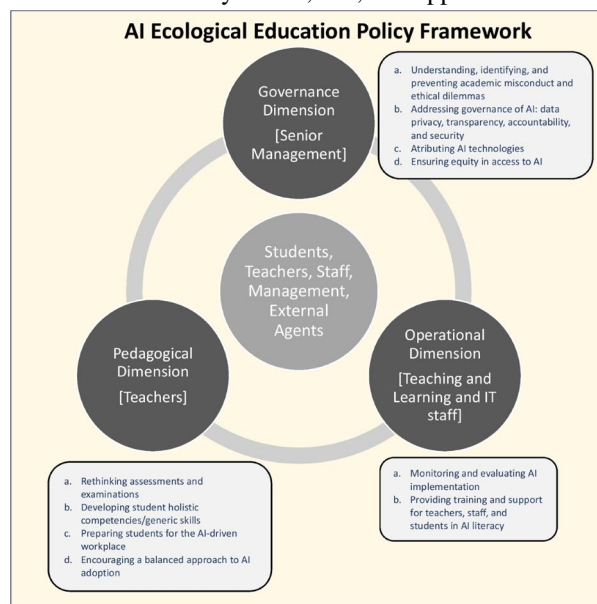 AI Ecological Education Policy Framework
Governance
Dimension
[Senior
Management]
a. Understanding, identifying, and
preventing academic misconduct and
ethical dilemmas
b. Addressing governance of AI: data
privacy, transparency, accountability,
and security
c. Atributing AI technologies
d. Ensuring equity in access to AI
Students,
Teachers, Staff,
Management,
External
Agents
Pedagogical
Dimension
[Teachers]
Operational
Dimension
[Teaching and
Learning and IT
staff]
a. Rethinking assessments and
examinations
b. Developing student holistic
competencies/generic skills
c. Preparing students for the AI-driven
workplace
d. Encouraging a balanced approach to AI
adoption
a. Monitoring and evaluating AI
implementation
b. Providing training and support
for teachers, staff, and
students in AI literacy